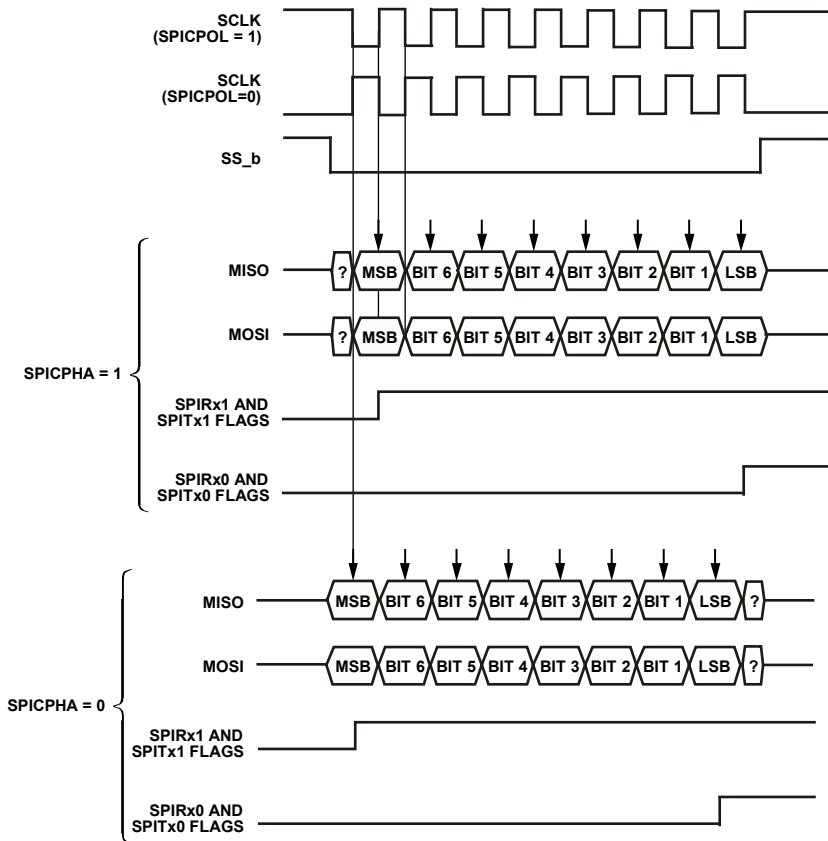 SCLK
(SPICPOL = 1)
SCLK
(SPICPOL=0)
SS_b
SPICPHA = 1
MISO ? MSB BIT 6 BIT 5 BIT 4 BIT 3 BIT 2 BIT 1 LSB
MOSI ? MSB BIT 6 BIT 5 BIT 4 BIT 3 BIT 2 BIT 1 LSB
SPIRx1 AND
SPITx1 FLAGS
SPIRx0 AND
SPITx0 FLAGS
SPICPHA = 0
MISO MSB BIT 6 BIT 5 BIT 4 BIT 3 BIT 2 BIT 1 LSB ?
MOSI MSB BIT 6 BIT 5 BIT 4 BIT 3 BIT 2 BIT 1 LSB ?
SPIRx1 AND
SPITx1 FLAGS
SPIRx0 AND
SPITx0 FLAGS